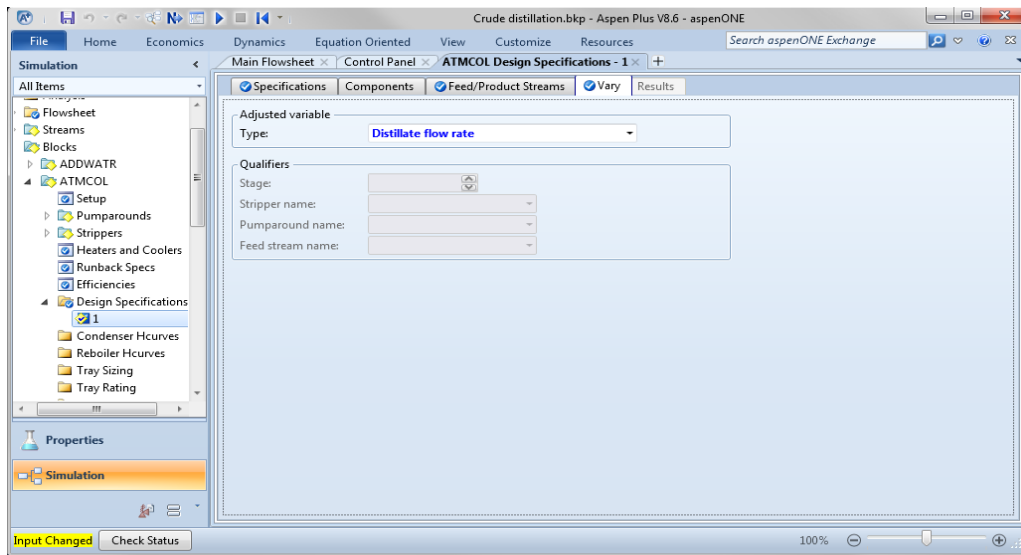 Crude distillation.bkp - Aspen Plus V8.6 - aspenONE
File Home Economics Dynamics Equation Oriented View Customize Resources Search aspenONE Exchange
Simulation
Main Flowsheet Control Panel ATMCOL Design Specifications - 1
All Items
Specifications Components Feed/Product Streams Vary Results
Flowsheet
Streams
Blocks
ADDWATR
ATMCOL
Setup
Pumparounds
Strippers
Heaters and Coolers
Runback Specs
Efficiencies
Design Specifications
1
Condenser Hcurves
Reboiler Hcurves
Tray Sizing
Tray Rating
Adjusted variable
Type: Distillate flow rate
Qualifiers
Stage:
Stripper name:
Pumparound name:
Feed stream name:
Properties
Simulation
Input Changed Check Status 100%